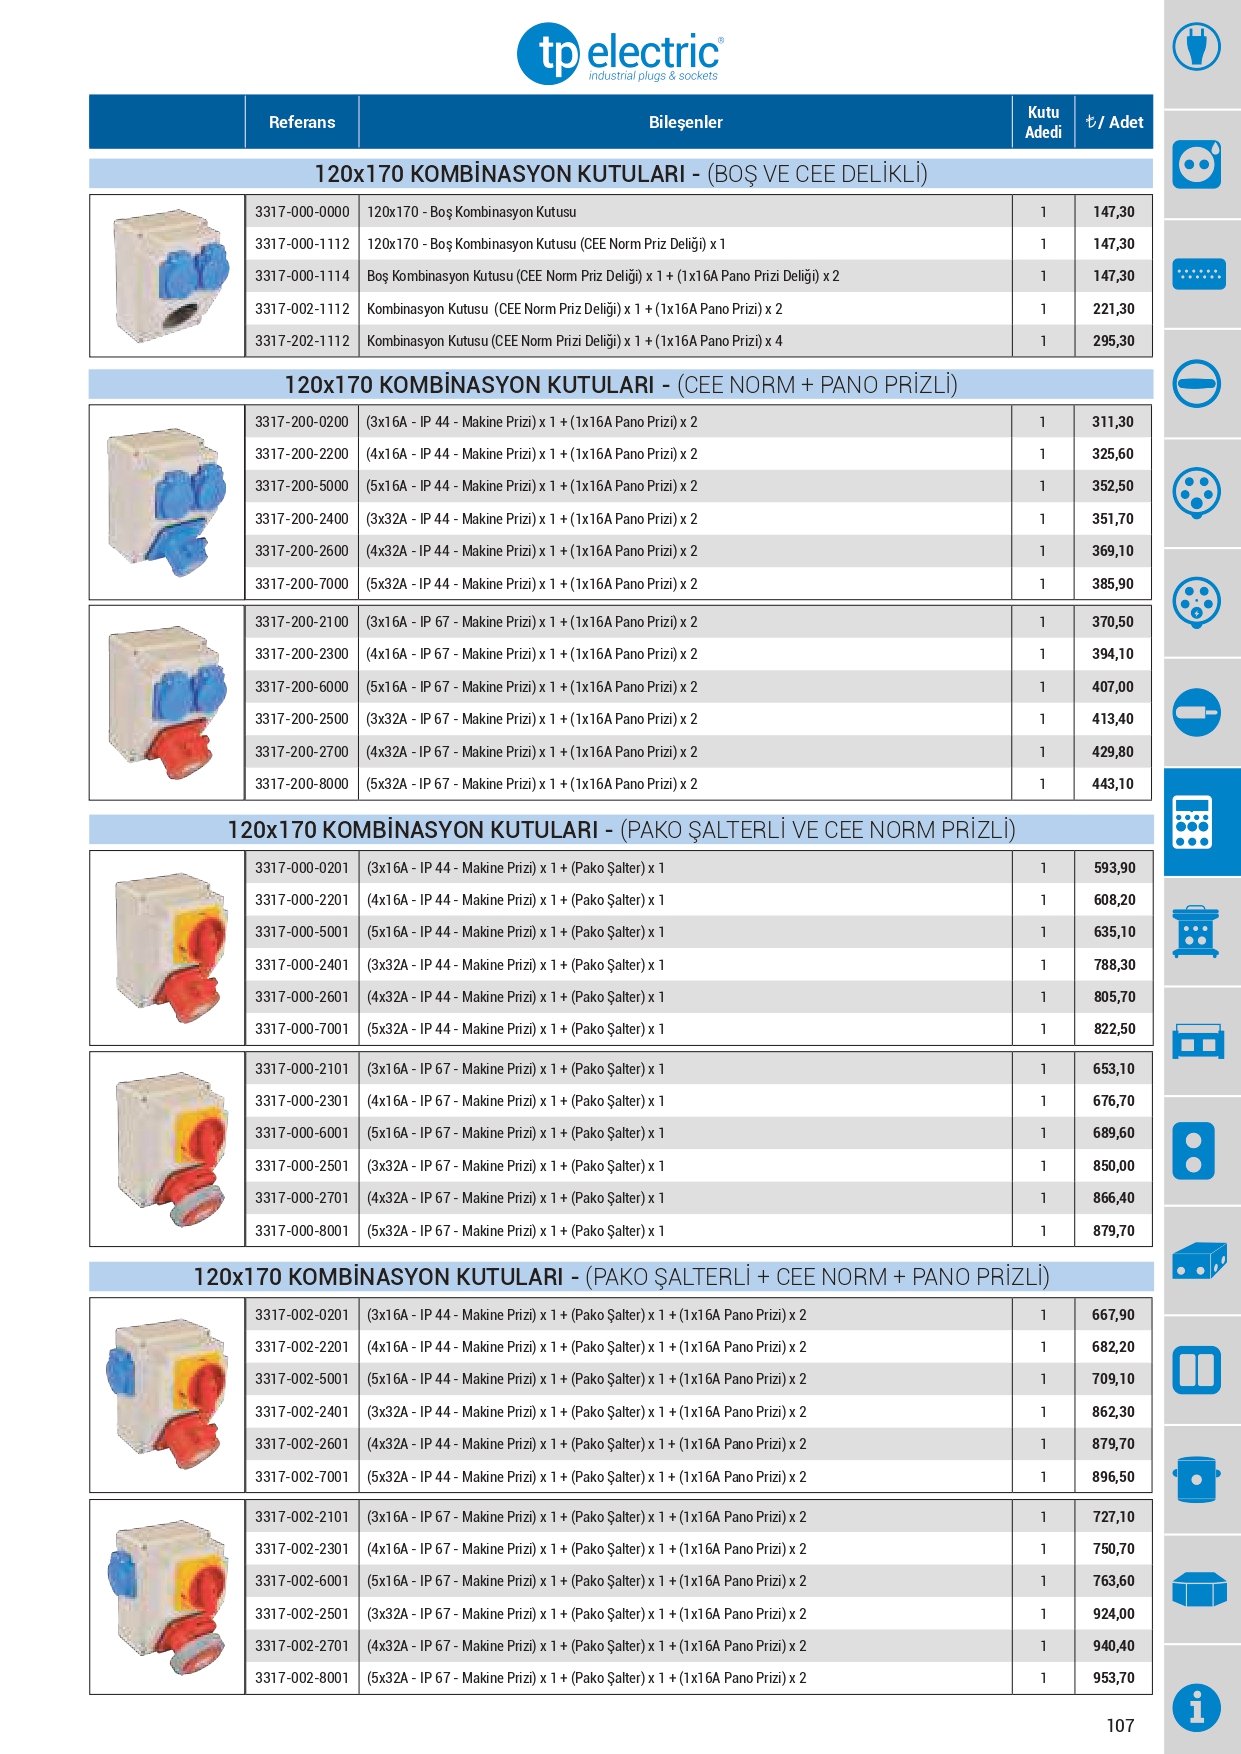 tp electric®
industrial plugs & sockets
Referans Bileşenler Kutu Adedi ₺/ Adet
120x170 KOMBİNASYON KUTULARI - (BOŞ VE CEE DELİKLİ)
3317-000-0000 120x170 - Boş Kombinasyon Kutusu 1 147,30
3317-000-1112 120x170 - Boş Kombinasyon Kutusu (CEE Norm Priz Deliği) x 1 1 147,30
3317-000-1114 Boş Kombinasyon Kutusu (CEE Norm Priz Deliği) x 1 + (1x16A Pano Prizi Deliği) x 2 1 147,30
3317-002-1112 Kombinasyon Kutusu (CEE Norm Priz Deliği) x 1 + (1x16A Pano Prizi) x 2 1 221,30
3317-202-1112 Kombinasyon Kutusu (CEE Norm Prizi Deliği) x 1 + (1x16A Pano Prizi) x 4 1 295,30
120x170 KOMBİNASYON KUTULARI - (CEE NORM + PANO PRİZLİ)
3317-200-0200 (3x16A - IP 44 - Makine Prizi) x 1 + (1x16A Pano Prizi) x 2 1 311,30
3317-200-2200 (4x16A - IP 44 - Makine Prizi) x 1 + (1x16A Pano Prizi) x 2 1 325,60
3317-200-5000 (5x16A - IP 44 - Makine Prizi) x 1 + (1x16A Pano Prizi) x 2 1 352,50
3317-200-2400 (3x32A - IP 44 - Makine Prizi) x 1 + (1x16A Pano Prizi) x 2 1 351,70
3317-200-2600 (4x32A - IP 44 - Makine Prizi) x 1 + (1x16A Pano Prizi) x 2 1 369,10
3317-200-7000 (5x32A - IP 44 - Makine Prizi) x 1 + (1x16A Pano Prizi) x 2 1 385,90
3317-200-2100 (3x16A - IP 67 - Makine Prizi) x 1 + (1x16A Pano Prizi) x 2 1 370,50
3317-200-2300 (4x16A - IP 67 - Makine Prizi) x 1 + (1x16A Pano Prizi) x 2 1 394,10
3317-200-6000 (5x16A - IP 67 - Makine Prizi) x 1 + (1x16A Pano Prizi) x 2 1 407,00
3317-200-2500 (3x32A - IP 67 - Makine Prizi) x 1 + (1x16A Pano Prizi) x 2 1 413,40
3317-200-2700 (4x32A - IP 67 - Makine Prizi) x 1 + (1x16A Pano Prizi) x 2 1 429,80
3317-200-8000 (5x32A - IP 67 - Makine Prizi) x 1 + (1x16A Pano Prizi) x 2 1 443,10
120x170 KOMBİNASYON KUTULARI - (PAKO ŞALTERLİ VE CEE NORM PRİZLİ)
3317-000-0201 (3x16A - IP 44 - Makine Prizi) x 1 + (Pako Şalter) x 1 1 593,90
3317-000-2201 (4x16A - IP 44 - Makine Prizi) x 1 + (Pako Şalter) x 1 1 608,20
3317-000-5001 (5x16A - IP 44 - Makine Prizi) x 1 + (Pako Şalter) x 1 1 635,10
3317-000-2401 (3x32A - IP 44 - Makine Prizi) x 1 + (Pako Şalter) x 1 1 788,30
3317-000-2601 (4x32A - IP 44 - Makine Prizi) x 1 + (Pako Şalter) x 1 1 805,70
3317-000-7001 (5x32A - IP 44 - Makine Prizi) x 1 + (Pako Şalter) x 1 1 822,50
3317-000-2101 (3x16A - IP 67 - Makine Prizi) x 1 + (Pako Şalter) x 1 1 653,10
3317-000-2301 (4x16A - IP 67 - Makine Prizi) x 1 + (Pako Şalter) x 1 1 676,70
3317-000-6001 (5x16A - IP 67 - Makine Prizi) x 1 + (Pako Şalter) x 1 1 689,60
3317-000-2501 (3x32A - IP 67 - Makine Prizi) x 1 + (Pako Şalter) x 1 1 850,00
3317-000-2701 (4x32A - IP 67 - Makine Prizi) x 1 + (Pako Şalter) x 1 1 866,40
3317-000-8001 (5x32A - IP 67 - Makine Prizi) x 1 + (Pako Şalter) x 1 1 879,70
120x170 KOMBİNASYON KUTULARI - (PAKO ŞALTERLİ + CEE NORM + PANO PRİZLİ)
3317-002-0201 (3x16A - IP 44 - Makine Prizi) x 1 + (Pako Şalter) x 1 + (1x16A Pano Prizi) x 2 1 667,90
3317-002-2201 (4x16A - IP 44 - Makine Prizi) x 1 + (Pako Şalter) x 1 + (1x16A Pano Prizi) x 2 1 682,20
3317-002-5001 (5x16A - IP 44 - Makine Prizi) x 1 + (Pako Şalter) x 1 + (1x16A Pano Prizi) x 2 1 709,10
3317-002-2401 (3x32A - IP 44 - Makine Prizi) x 1 + (Pako Şalter) x 1 + (1x16A Pano Prizi) x 2 1 862,30
3317-002-2601 (4x32A - IP 44 - Makine Prizi) x 1 + (Pako Şalter) x 1 + (1x16A Pano Prizi) x 2 1 879,70
3317-002-7001 (5x32A - IP 44 - Makine Prizi) x 1 + (Pako Şalter) x 1 + (1x16A Pano Prizi) x 2 1 896,50
3317-002-2101 (3x16A - IP 67 - Makine Prizi) x 1 + (Pako Şalter) x 1 + (1x16A Pano Prizi) x 2 1 727,10
3317-002-2301 (4x16A - IP 67 - Makine Prizi) x 1 + (Pako Şalter) x 1 + (1x16A Pano Prizi) x 2 1 750,70
3317-002-6001 (5x16A - IP 67 - Makine Prizi) x 1 + (Pako Şalter) x 1 + (1x16A Pano Prizi) x 2 1 763,60
3317-002-2501 (3x32A - IP 67 - Makine Prizi) x 1 + (Pako Şalter) x 1 + (1x16A Pano Prizi) x 2 1 924,00
3317-002-2701 (4x32A - IP 67 - Makine Prizi) x 1 + (Pako Şalter) x 1 + (1x16A Pano Prizi) x 2 1 940,40
3317-002-8001 (5x32A - IP 67 - Makine Prizi) x 1 + (Pako Şalter) x 1 + (1x16A Pano Prizi) x 2 1 953,70
107